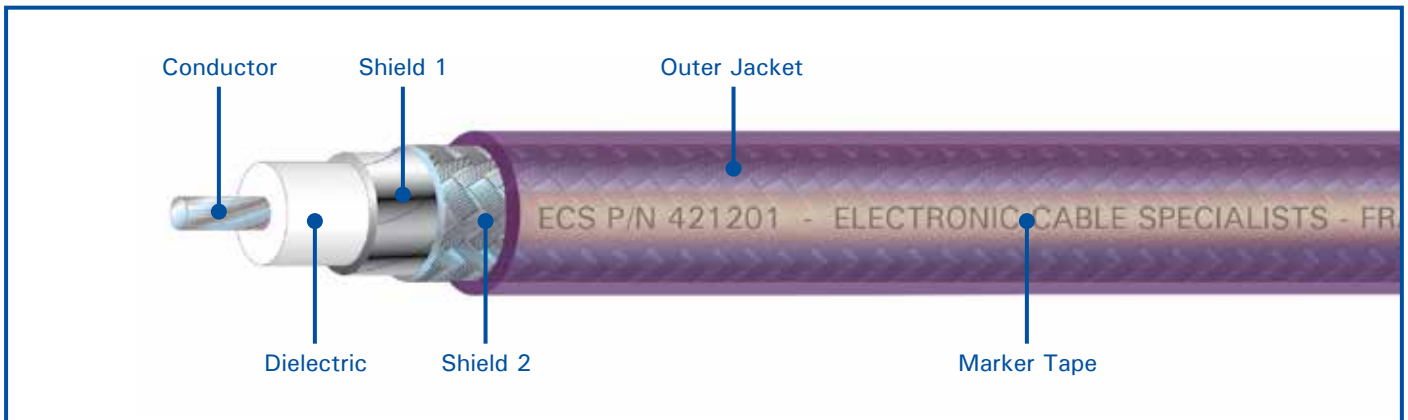 Conductor Shield 1 Outer Jacket
ECS P/N 421201 - ELECTRONIC CABLE SPECIALISTS -
Dielectric Shield 2 Marker Tape